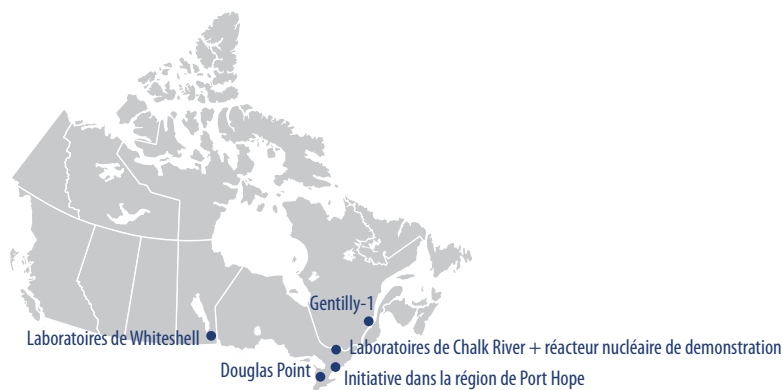 Gentilly-1
Laboratoires de Whiteshell
Laboratoires de Chalk River + réacteur nucléaire de demonstration
Douglas Point
Initiative dans la région de Port Hope